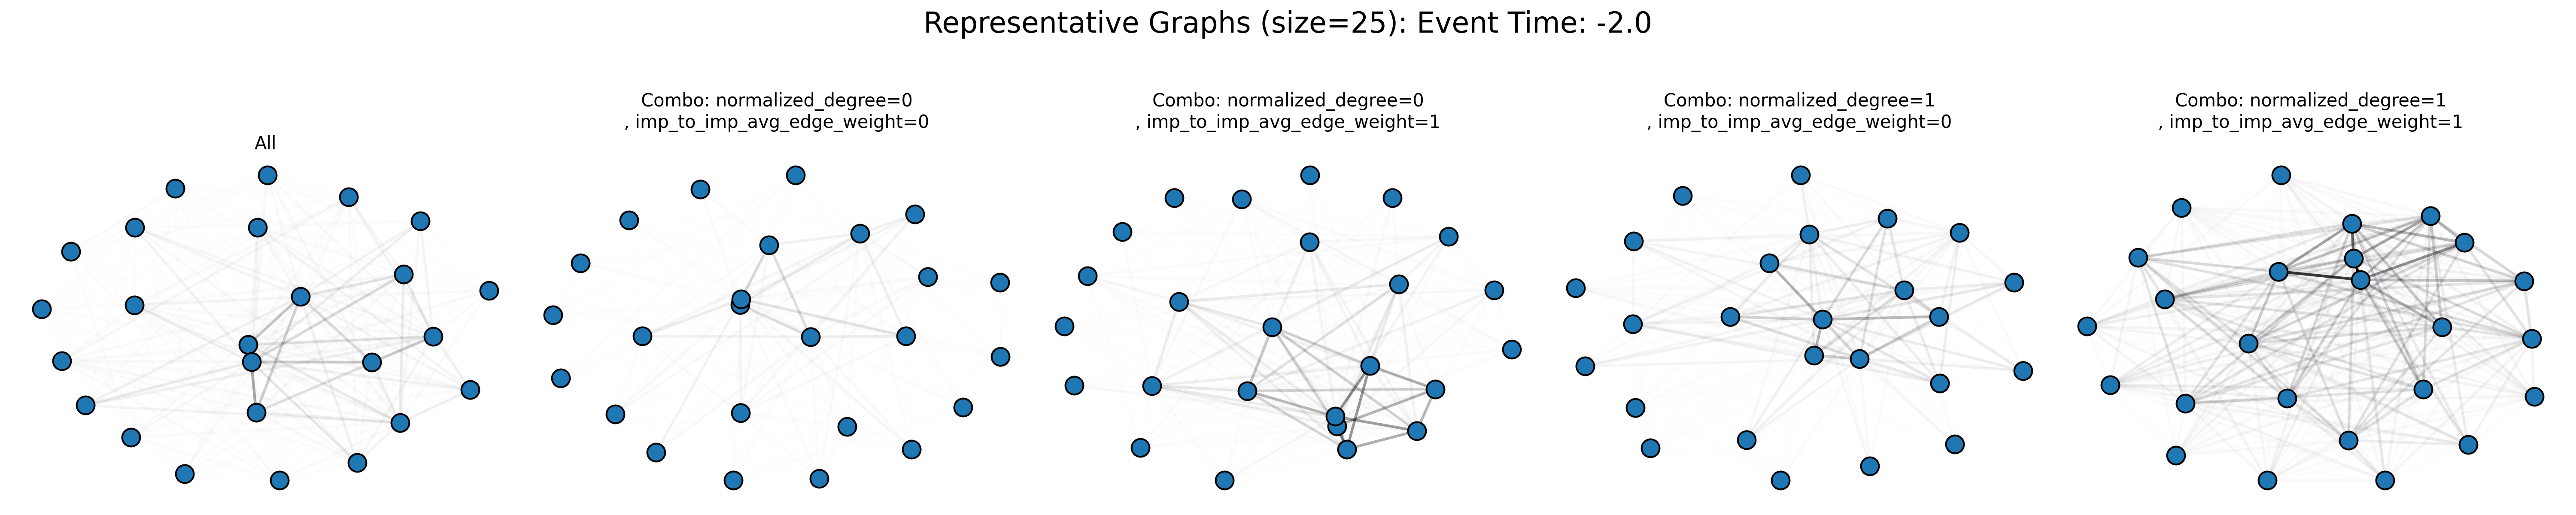 Representative Graphs (size=25): Event Time: -2.0
All
Combo: normalized_degree=0
, imp_to_imp_avg_edge_weight=0
Combo: normalized_degree=0
, imp_to_imp_avg_edge_weight=1
Combo: normalized_degree=1
, imp_to_imp_avg_edge_weight=0
Combo: normalized_degree=1
, imp_to_imp_avg_edge_weight=1